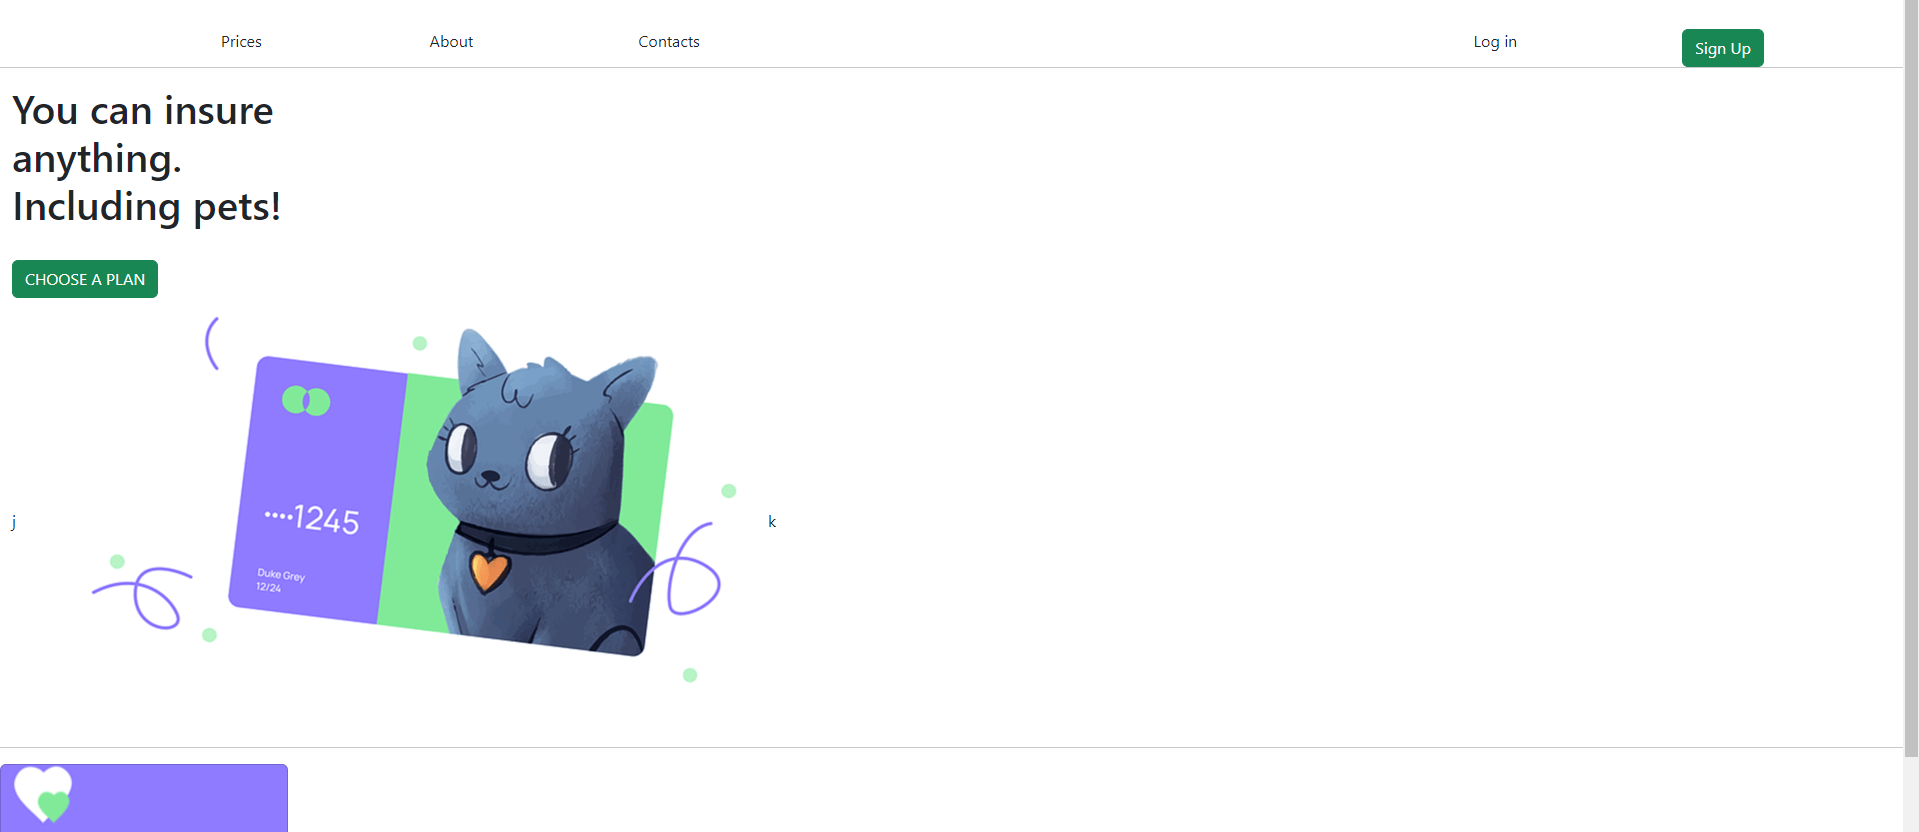 Prices About Contacts Log in Sign Up
You can insure
anything.
Including pets!
CHOOSE A PLAN
••••1245
j k
Duke Grey
12/24